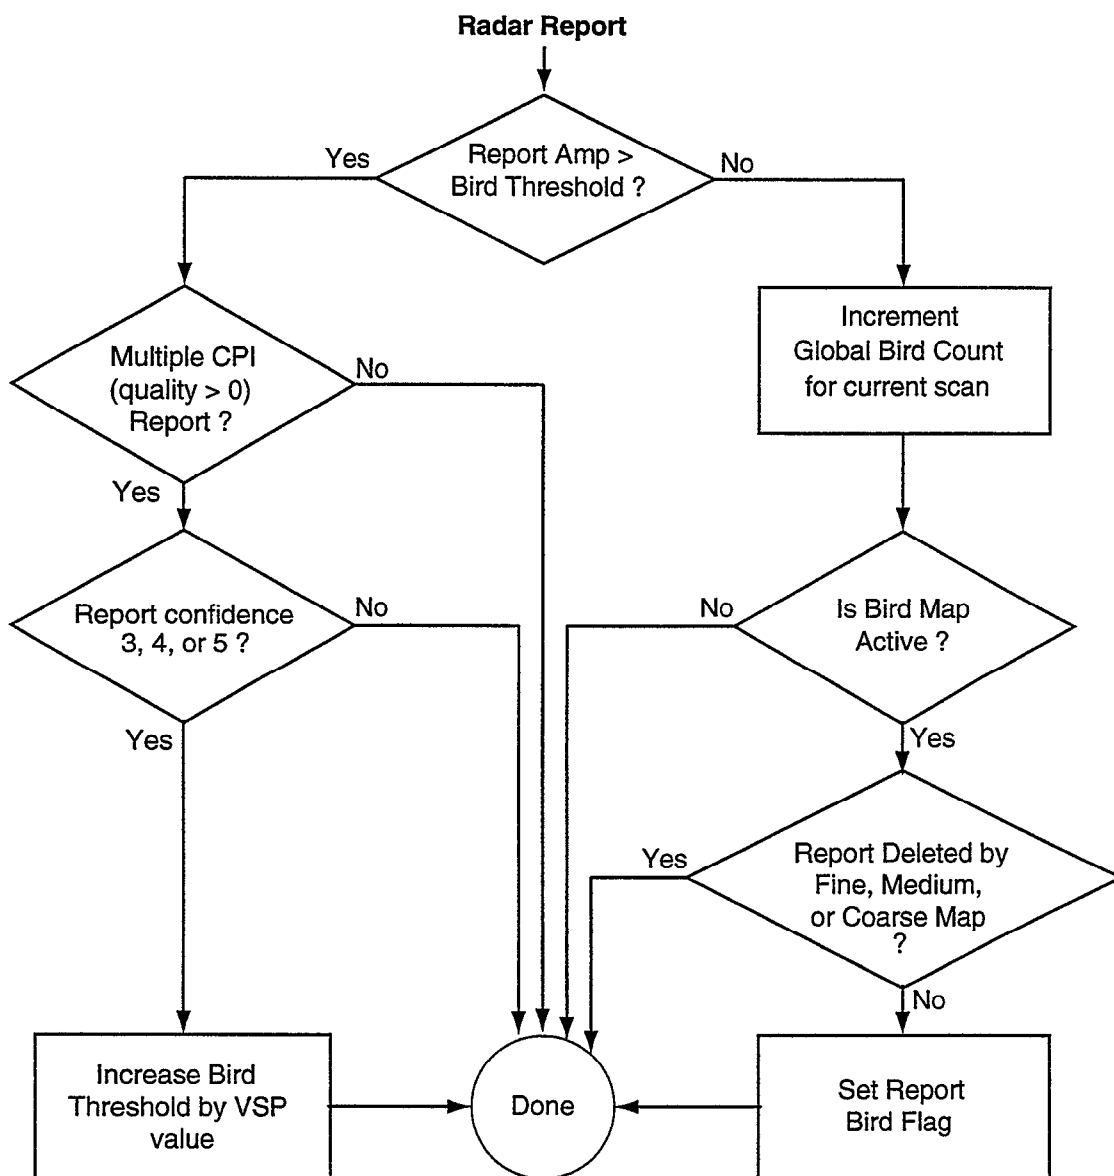 Radar Report
Report Amp >
Bird Threshold ?
Yes
No
Multiple CPI
(quality > 0)
Report ?
No
Yes
Increment
Global Bird Count
for current scan
Report confidence
3, 4, or 5 ?
No
Yes
Is Bird Map
Active ?
No
Yes
Report Deleted by
Fine, Medium,
or Coarse Map
?
Yes
No
Increase Bird
Threshold by VSP
value
Done
Set Report
Bird Flag